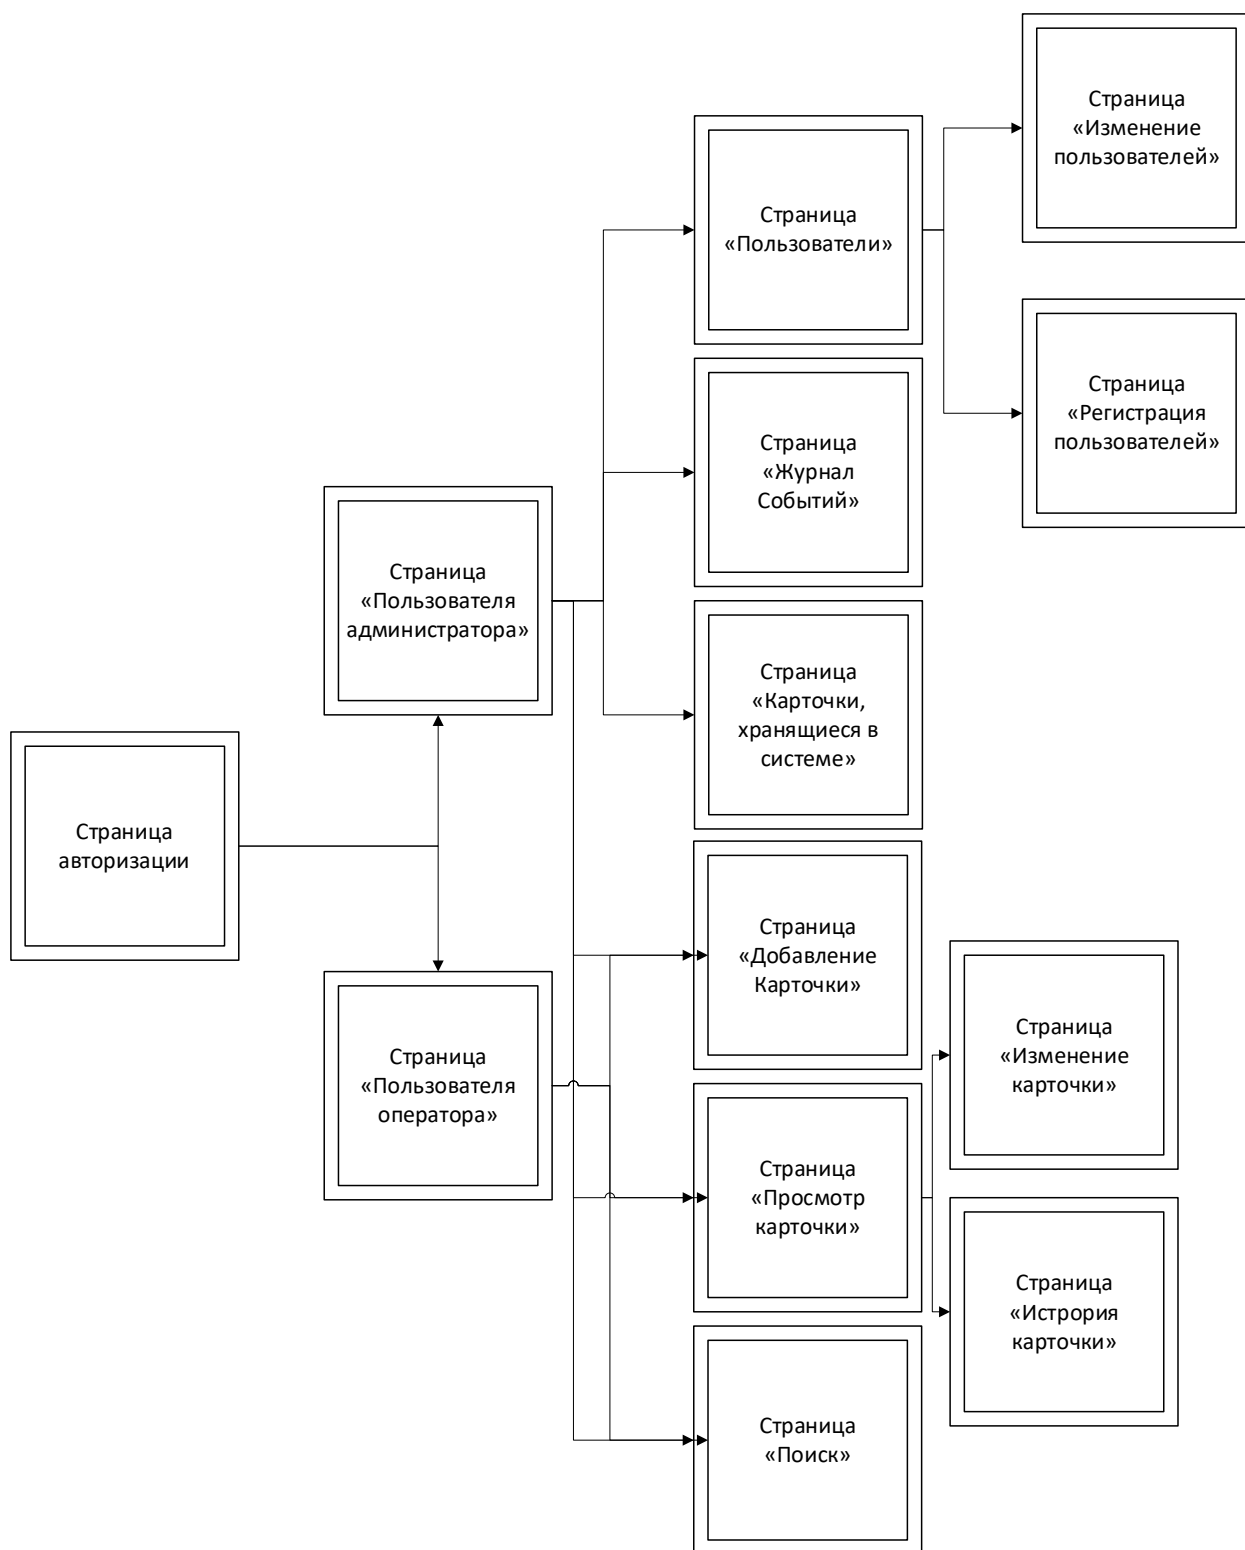 Страница
«Изменение
пользователей»
Страница
«Пользователи»
Страница
«Регистрация
пользователей»
Страница
«Журнал
Событий»
Страница
«Пользователя
администратора»
Страница
«Карточки,
хранящиеся в
системе»
Страница
авторизации
Страница
«Добавление
Карточки»
Страница
«Пользователя
оператора»
Страница
«Изменение
карточки»
Страница
«Просмотр
карточки»
Страница
«Истрория
карточки»
Страница
«Поиск»